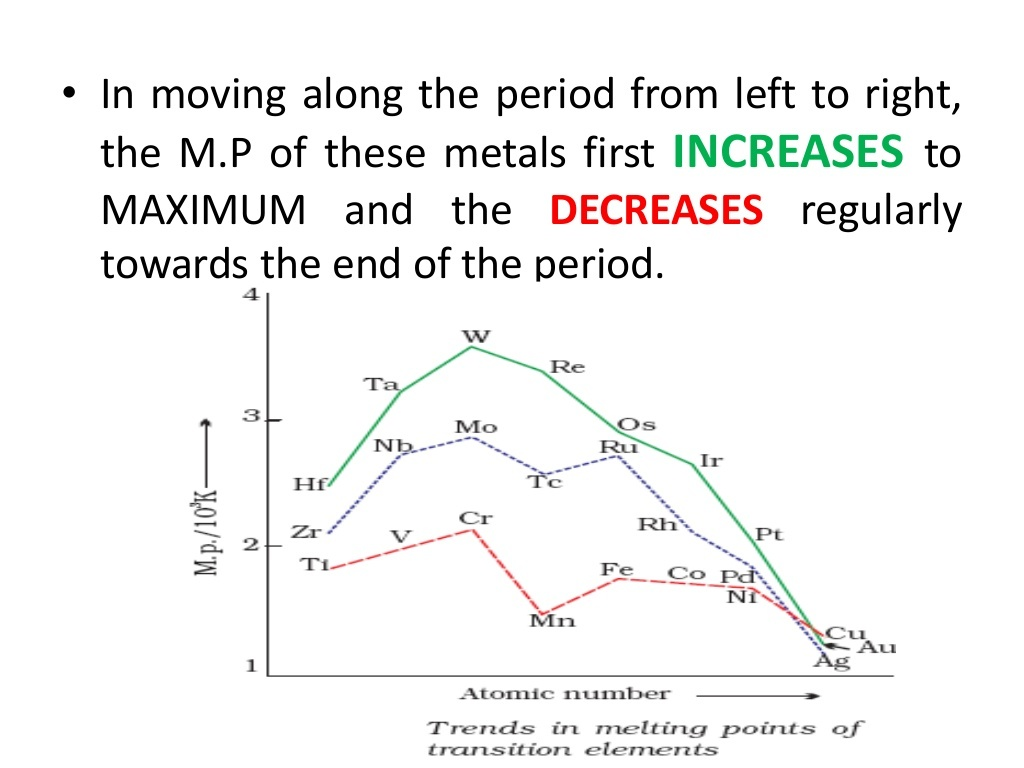 • In moving along the period from left to right,
the M.P of these metals first INCREASES to
MAXIMUM and the DECREASES regularly
towards the end of the period.
4
W
Re
Ta
3
Os
Mo
Nb
Ru
Ir
Hf
Tc
M.p./10³K
Cr
Rh
Zr
V
Pt
2
Ti
Fe
Co
Pd
Ni
Mn
Cu
Au
Ag
1
Atomic number
Trends in melting points of
transition elements